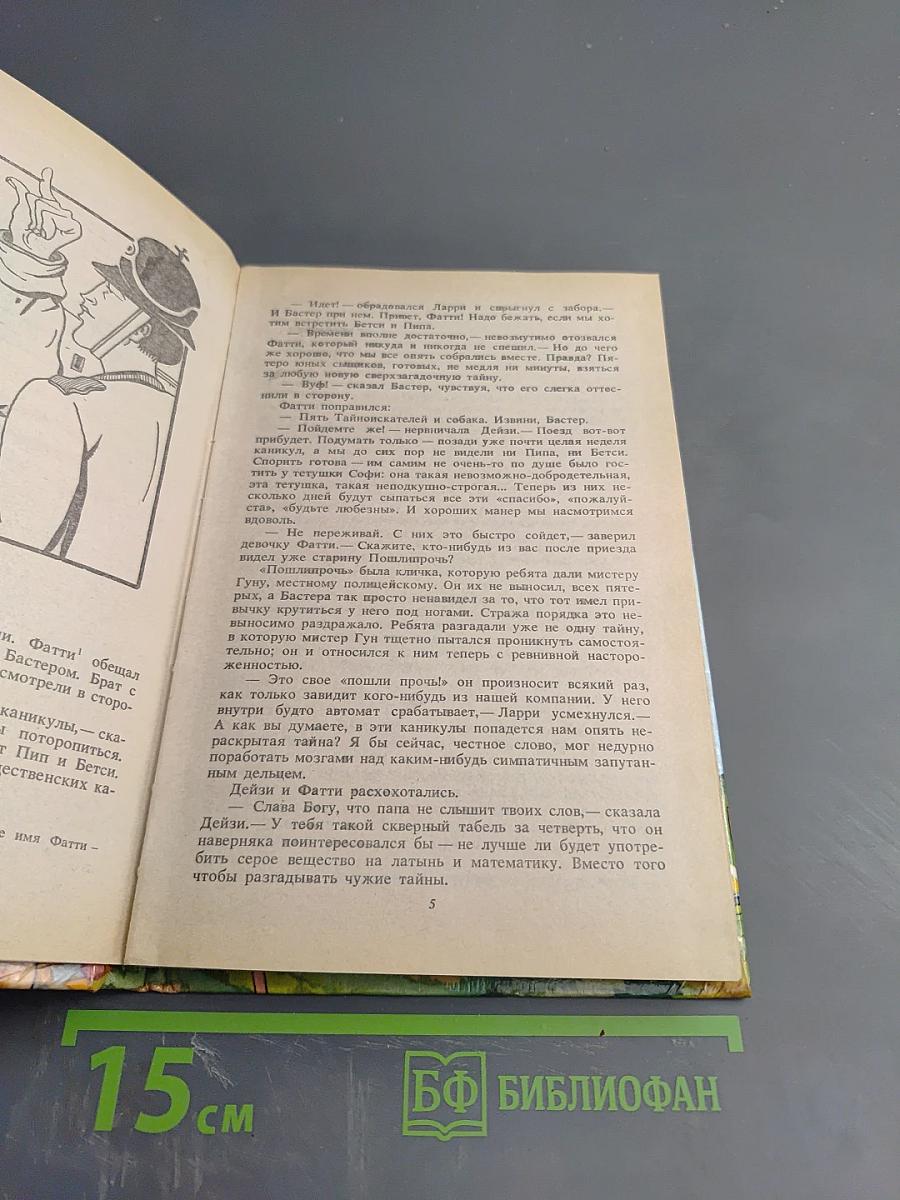 ли. Фатти¹ обещал
Бастером. Брат с
смотрели в сторо-
каникулы,— ска-
поторопиться.
Пип и Бетси.
щественских ка-
е имя Фатти —
— Идет! — обрадовался Ларри и спрыгнул с забора.—
И Бастер при нем. Привет, Фатти! Надо бежать, если мы хо-
тим встретить Бетси и Пипа.
— Времени вполне достаточно,— невозмутимо отозвался
Фатти, который никуда и никогда не спешил.— Но до чего
же хорошо, что мы все опять собрались вместе. Правда? Пя-
теро юных сыщиков, готовых, не медля ни минуты, взяться
за любую новую сверхзагадочную тайну.
— Вуф! — сказал Бастер, чувствуя, что его слегка оттес-
нили в сторону.
Фатти поправился:
— Пять Тайноискателей и собака. Извини, Бастер.
— Пойдемте же! — нервничала Дейзи.— Поезд вот-вот
прибудет. Подумать только — позади уже почти целая неделя
каникул, а мы до сих пор не видели ни Пипа, ни Бетси.
Спорить готова — им самим не очень-то по душе было гос-
тить у тетушки Софи: она такая невозможно-добродетельная,
эта тетушка, такая неподкупно-строгая... Теперь из них не-
сколько дней будут сыпаться все эти «спасибо», «пожалуй-
ста», «будьте любезны». И хороших манер мы насмотримся
вдоволь.
— Не переживай. С них это быстро сойдет,— заверил
девочку Фатти.— Скажите, кто-нибудь из вас после приезда
видел уже старину Пошлипрочь?
«Пошлипрочь» была кличка, которую ребята дали мистеру
Гуну, местному полицейскому. Он их не выносил, всех пяте-
рых, а Бастера так просто ненавидел за то, что тот имел при-
вычку крутиться у него под ногами. Стража порядка это не-
выносимо раздражало. Ребята разгадали уже не одну тайну,
в которую мистер Гун тщетно пытался проникнуть самостоя-
тельно; он и относился к ним теперь с ревнивой насторо-
женностью.
— Это свое «пошли прочь!» он произносит всякий раз,
как только завидит кого-нибудь из нашей компании. У него
внутри будто автомат срабатывает,— Ларри усмехнулся.—
А как вы думаете, в эти каникулы попадется нам опять не-
раскрытая тайна? Я бы сейчас, честное слово, мог недурно
поработать мозгами над каким-нибудь симпатичным запутан-
ным дельцем.
Дейзи и Фатти расхохотались.
— Слава Богу, что папа не слышит твоих слов,— сказала
Дейзи.— У тебя такой скверный табель за четверть, что он
наверняка поинтересовался бы — не лучше ли будет употре-
бить серое вещество на латынь и математику. Вместо того
чтобы разгадывать чужие тайны.
5
15 см
БФ БИБЛИОФАН